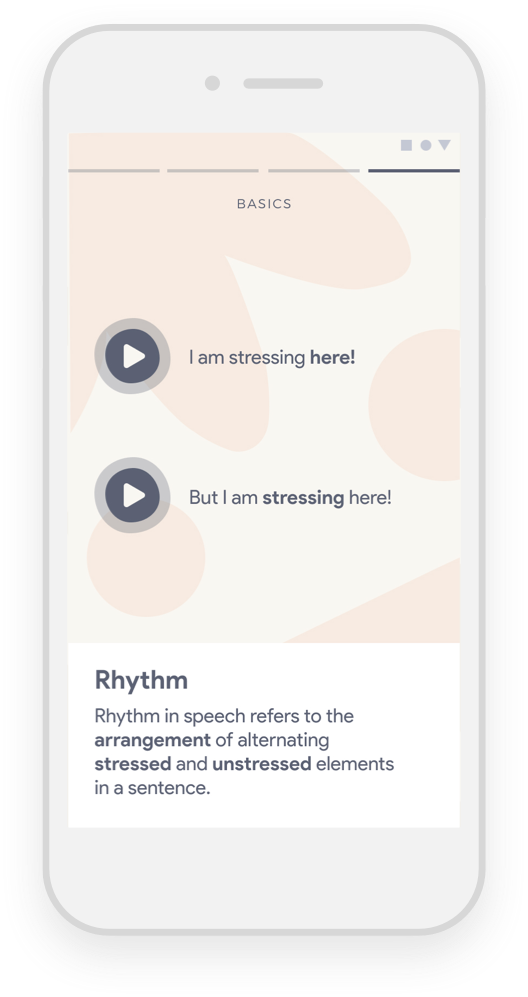 BASICS
I am stressing here!
But I am stressing here!
Rhythm
Rhythm in speech refers to the
arrangement of alternating
stressed and unstressed elements
in a sentence.